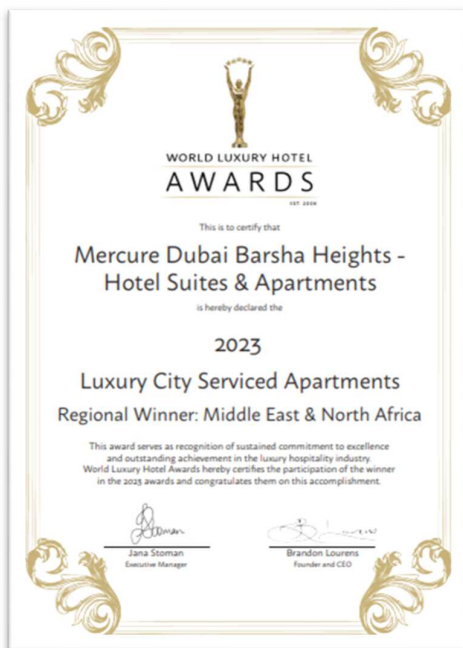 WORLD LUXURY HOTEL
AWARDS
EST. 2006
This is to certify that
Mercure Dubai Barsha Heights -
Hotel Suites & Apartments
is hereby declared the
2023
Luxury City Serviced Apartments
Regional Winner: Middle East & North Africa
This award serves as recognition of sustained commitment to excellence
and outstanding achievement in the luxury hospitality industry.
World Luxury Hotel Awards hereby certifies the participation of the winner
in the 2023 awards and congratulates them on this accomplishment.
Jana Stoman
Brandon Lourens
Executive Manager
Founder and CEO